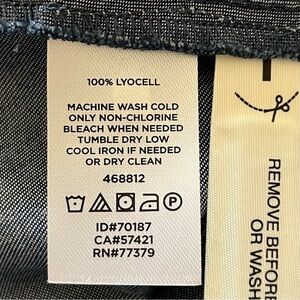 100% LYOCELL
MACHINE WASH COLD
ONLY NON-CHLORINE
BLEACH WHEN NEEDED
TUMBLE DRY LOW
COOL IRON IF NEEDED
OR DRY CLEAN
468812
P
ID#70187
CA#57421
RN#77379
REMOVE BEFORE
OR WASH